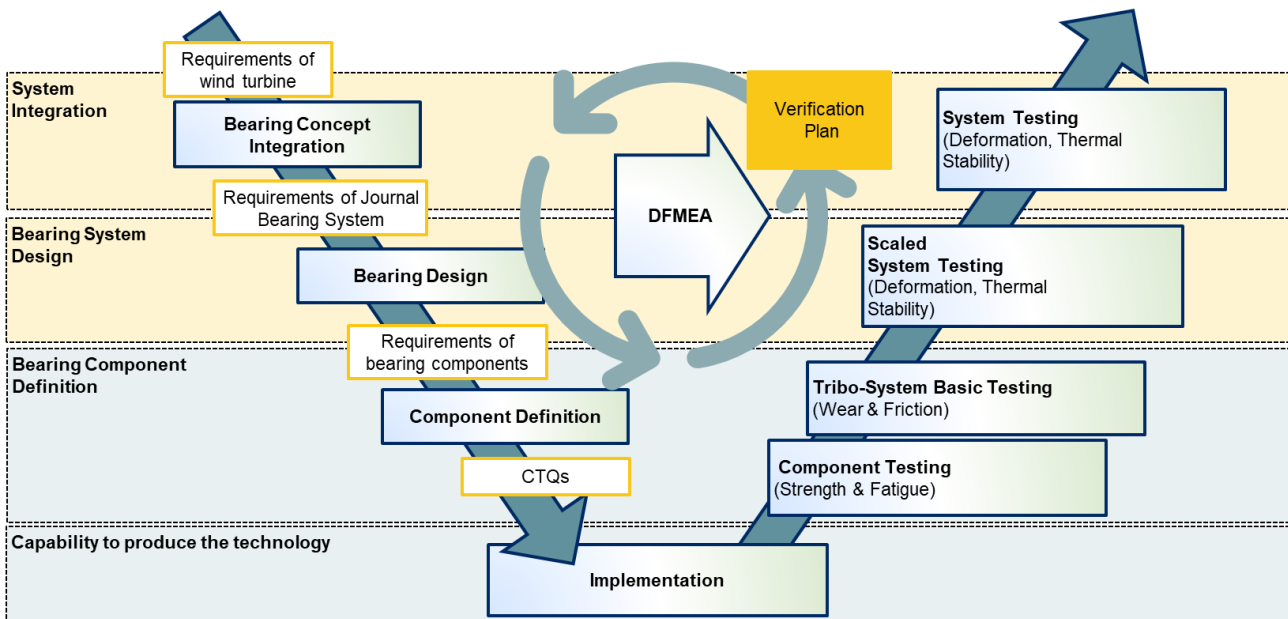 Requirements of
wind turbine
System
Integration
Bearing Concept
Integration
Requirements of Journal
Bearing System
Bearing System
Design
Bearing Design
Requirements of
bearing components
Bearing Component
Definition
Component Definition
CTQs
Capability to produce the technology
Implementation
DFMEA
Verification
Plan
System Testing
(Deformation, Thermal
Stability)
Scaled
System Testing
(Deformation, Thermal
Stability)
Tribo-System Basic Testing
(Wear & Friction)
Component Testing
(Strength & Fatigue)